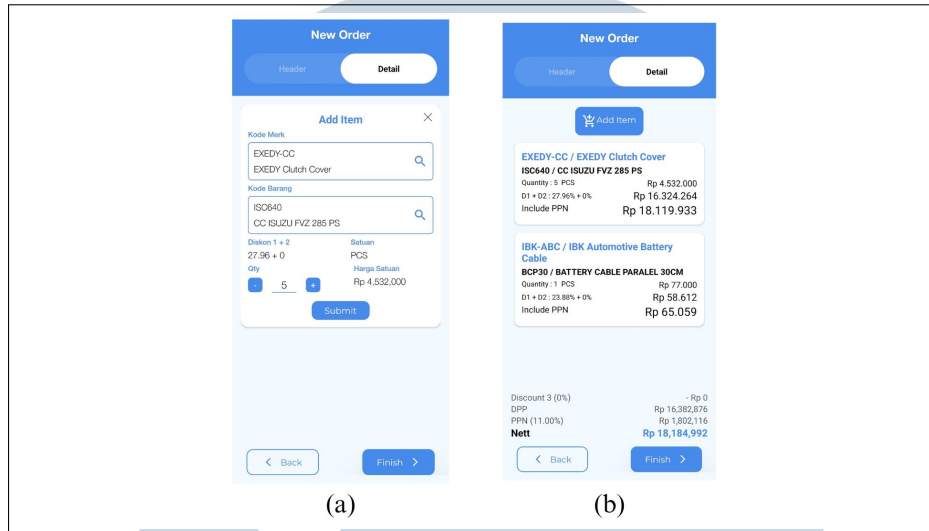 New Order
Header
Detail
Add Item
Kode Merk
EXEDY-CC
EXEDY Clutch Cover
Kode Barang
ISC640
CC ISUZU FVZ 285 PS
Diskon 1 + 2
Satuan
27.96 + 0
PCS
Qty
Harga Satuan
- 5 +
Rp 4,532,000
Submit
Back
Finish
(a)
New Order
Header
Detail
Add Item
EXEDY-CC / EXEDY Clutch Cover
ISC640 / CC ISUZU FVZ 285 PS
Quantity : 5 PCS
Rp 4.532.000
D1 + D2 : 27.96% + 0%
Rp 16.324.264
Include PPN
Rp 18.119.933
IBK-ABC / IBK Automotive Battery
Cable
BCP30 / BATTERY CABLE PARALEL 30CM
Quantity : 1 PCS
Rp 77.000
D1 + D2 : 23.88% + 0%
Rp 58.612
Include PPN
Rp 65.059
Discount 3 (0%)
- Rp 0
DPP
Rp 16,382,876
PPN (11.00%)
Rp 1,802,116
Nett
Rp 18,184,992
Back
Finish
(b)